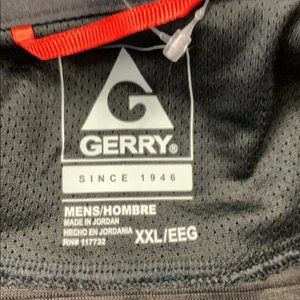 G
GERRY®
SINCE 1946
MENS/HOMBRE
MADE IN JORDAN
HECHO EN JORDANIA
RN# 117732
XXL/EEG